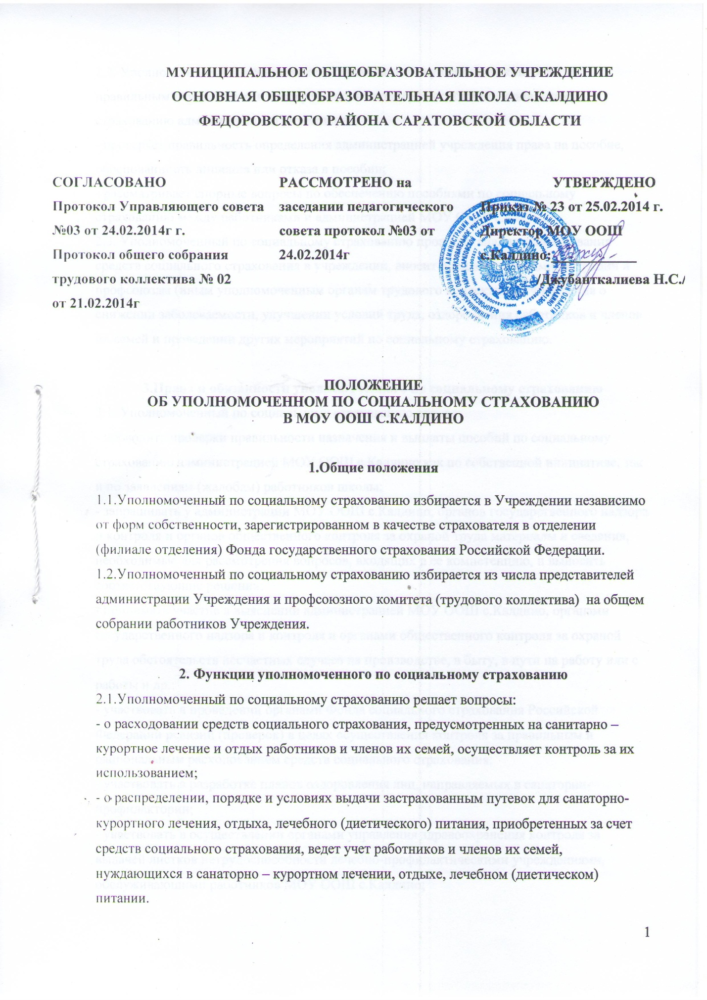 МУНИЦИПАЛЬНОЕ ОБЩЕОБРАЗОВАТЕЛЬНОЕ УЧРЕЖДЕНИЕ
ОСНОВНАЯ ОБЩЕОБРАЗОВАТЕЛЬНАЯ ШКОЛА С.КАЛДИНО
ФЕДОРОВСКОГО РАЙОНА САРАТОВСКОЙ ОБЛАСТИ
СОГЛАСОВАНО
Протокол Управляющего совета
№03 от 24.02.2014г г.
Протокол общего собрания
трудового коллектива № 02
от 21.02.2014г
РАССМОТРЕНО на
заседании педагогического
совета протокол №03 от
24.02.2014г
УТВЕРЖДЕНО
Приказ № 23 от 25.02.2014 г.
Директор МОУ ООШ
с.Калдино:____________
/Джубанткалиева Н.С./
ПОЛОЖЕНИЕ
ОБ УПОЛНОМОЧЕННОМ ПО СОЦИАЛЬНОМУ СТРАХОВАНИЮ
В МОУ ООШ С.КАЛДИНО
1.Общие положения
1.1.Уполномоченный по социальному страхованию избирается в Учреждении независимо
от форм собственности, зарегистрированном в качестве страхователя в отделении
(филиале отделения) Фонда государственного страхования Российской Федерации.
1.2.Уполномоченный по социальному страхованию избирается из числа представителей
администрации Учреждения и профсоюзного комитета (трудового коллектива) на общем
собрании работников Учреждения.
2. Функции уполномоченного по социальному страхованию
2.1.Уполномоченный по социальному страхованию решает вопросы:
- о расходовании средств социального страхования, предусмотренных на санитарно –
курортное лечение и отдых работников и членов их семей, осуществляет контроль за их
использованием;
- о распределении, порядке и условиях выдачи застрахованным путевок для санаторно-
курортного лечения, отдыха, лечебного (диетического) питания, приобретенных за счет
средств социального страхования, ведет учет работников и членов их семей,
нуждающихся в санаторно – курортном лечении, отдыхе, лечебном (диетическом)
питании.
1